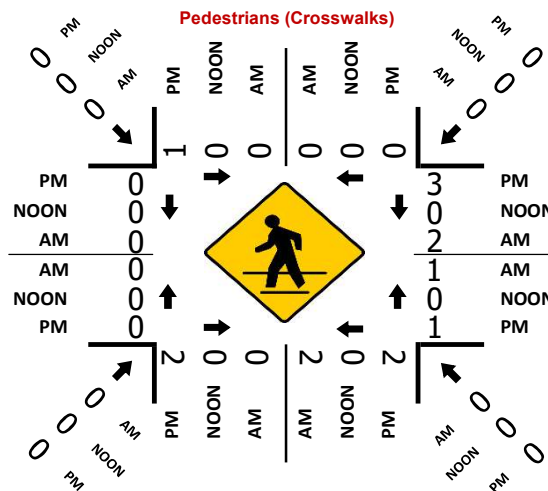 Pedestrians (Crosswalks)
0 PM
0 NOON
0 AM
PM 0
NOON 0
AM 0
PM NOON AM AM NOON PM
1 0 0 0 0 0
PM 0 3 PM
NOON 0 0 NOON
AM 0 2 AM
AM 0 1 AM
NOON 0 0 NOON
PM 0 1 PM
2 0 0 2 0 2
PM NOON AM AM NOON PM
0 AM
0 NOON
0 PM
AM 0
NOON 0
PM 0